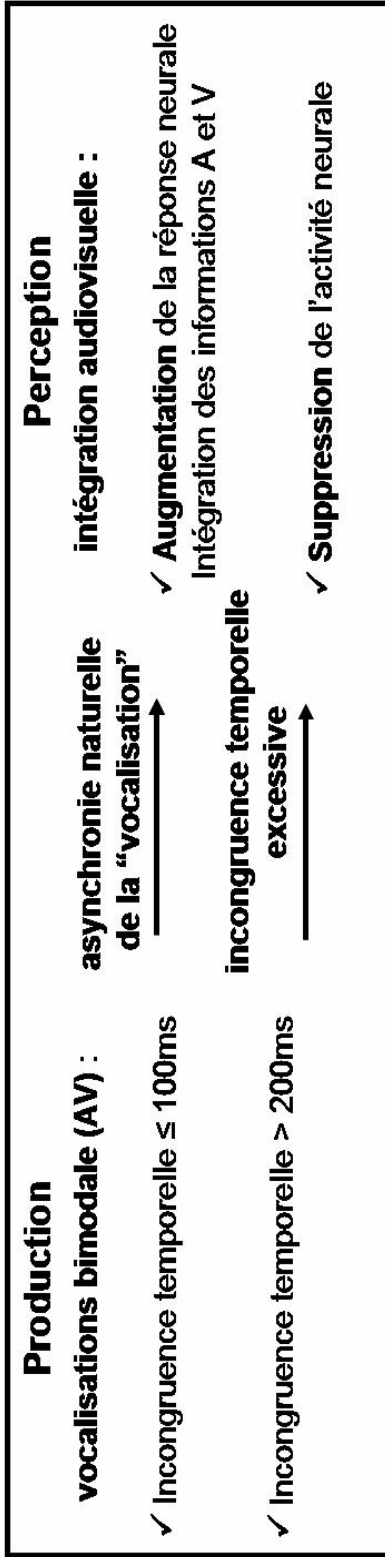 Production
vocalisations bimodale (AV) :
✓ Incongruence temporelle ≤ 100ms
✓ Incongruence temporelle > 200ms
asynchronie naturelle
de la “vocalisation”
incongruence temporelle
excessive
Perception
intégration audiovisuelle :
✓ Augmentation de la réponse neurale
Intégration des informations A et V
✓ Suppression de l’activité neurale